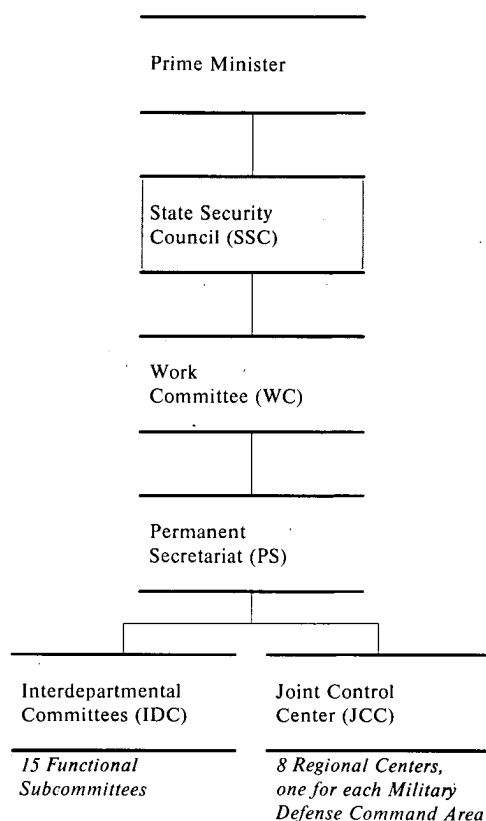 Prime Minister
State Security
Council (SSC)
Work
Committee (WC)
Permanent
Secretariat (PS)
Interdepartmental
Committees (IDC)
15 Functional
Subcommittees
Joint Control
Center (JCC)
8 Regional Centers,
one for each Military
Defense Command Area